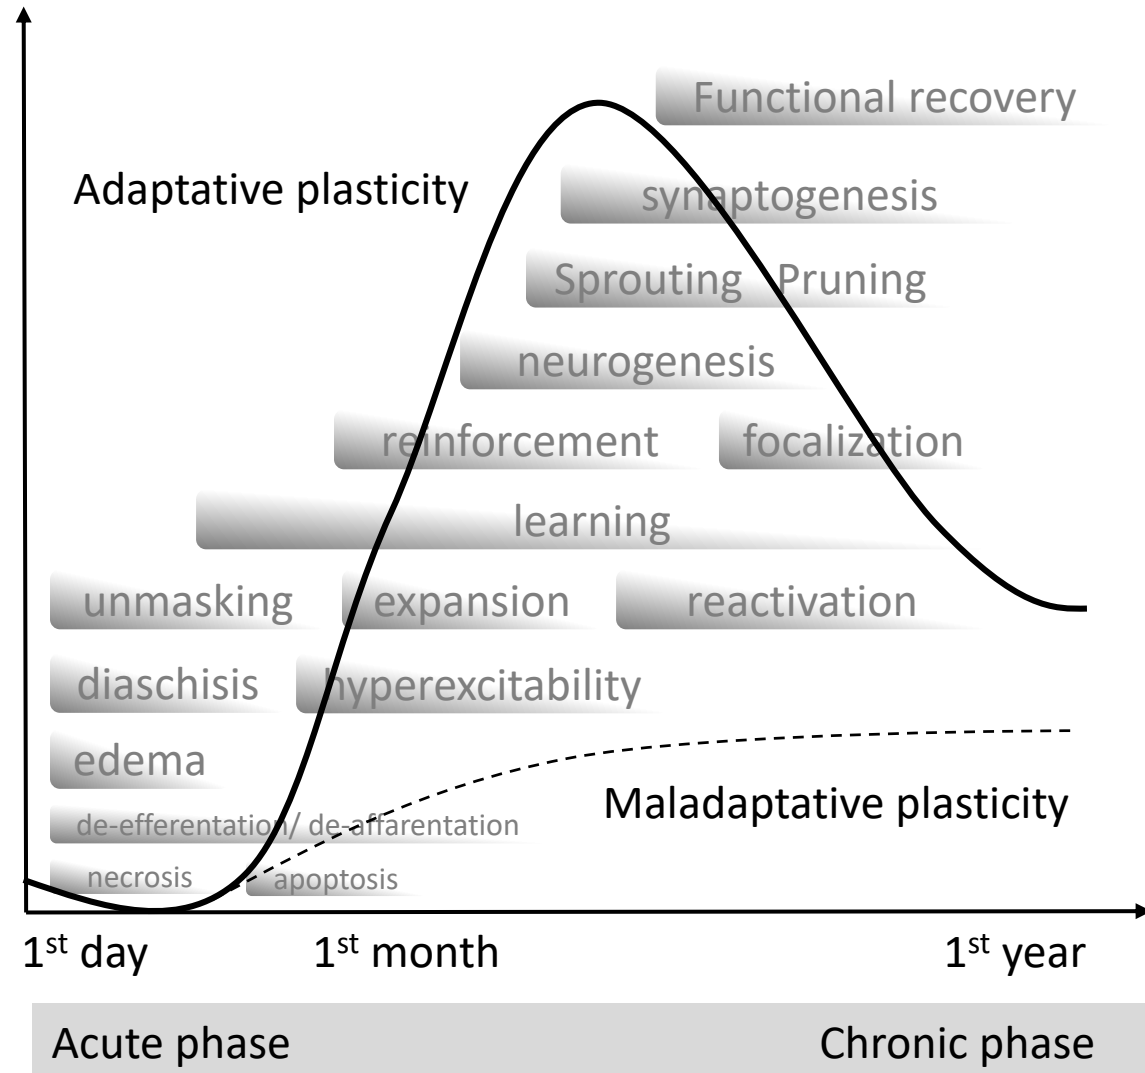 Functional recovery
Adaptative plasticity
synaptogenesis
Sprouting Pruning
neurogenesis
reinforcement focalization
learning
unmasking expansion reactivation
diaschisis hyperexcitability
edema
Maladaptative plasticity
de-efferentation/ de-affarentation
necrosis apoptosis
1st day 1st month 1st year
Acute phase Chronic phase